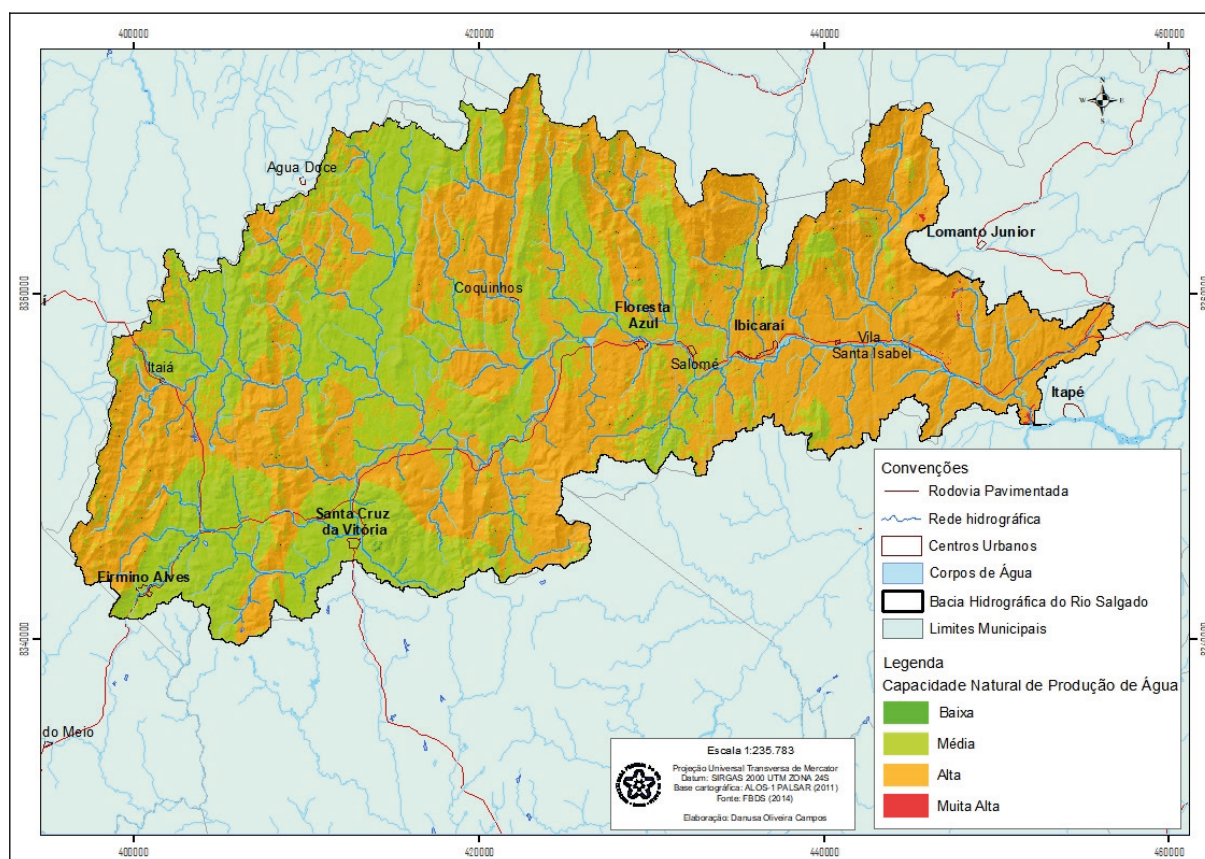 400000
420000
440000
460000
Agua Doce
Lomanto Junior
8360000
Coquinhos
Floresta
Azul
Ibicaraí
Vila
Santa Isabel
Salomé
Itaiá
Itapé
Santa Cruz
da Vitória
Firmino Alves
8340000
do Meio
Convenções
Rodovia Pavimentada
Rede hidrográfica
Centros Urbanos
Corpos de Água
Bacia Hidrográfica do Rio Salgado
Limites Municipais
Legenda
Capacidade Natural de Produção de Água
Baixa
Média
Alta
Muita Alta
Escala 1:235.783
Projeção Universal Transversa de Mercator
Datum: SIRGAS 2000 UTM ZONA 24S
Base cartográfica: ALOS-1 PALSAR (2011)
Fonte: FBDS (2014)
Elaboração: Danusa Oliveira Campos
N
W
E
S
400000
420000
440000
460000